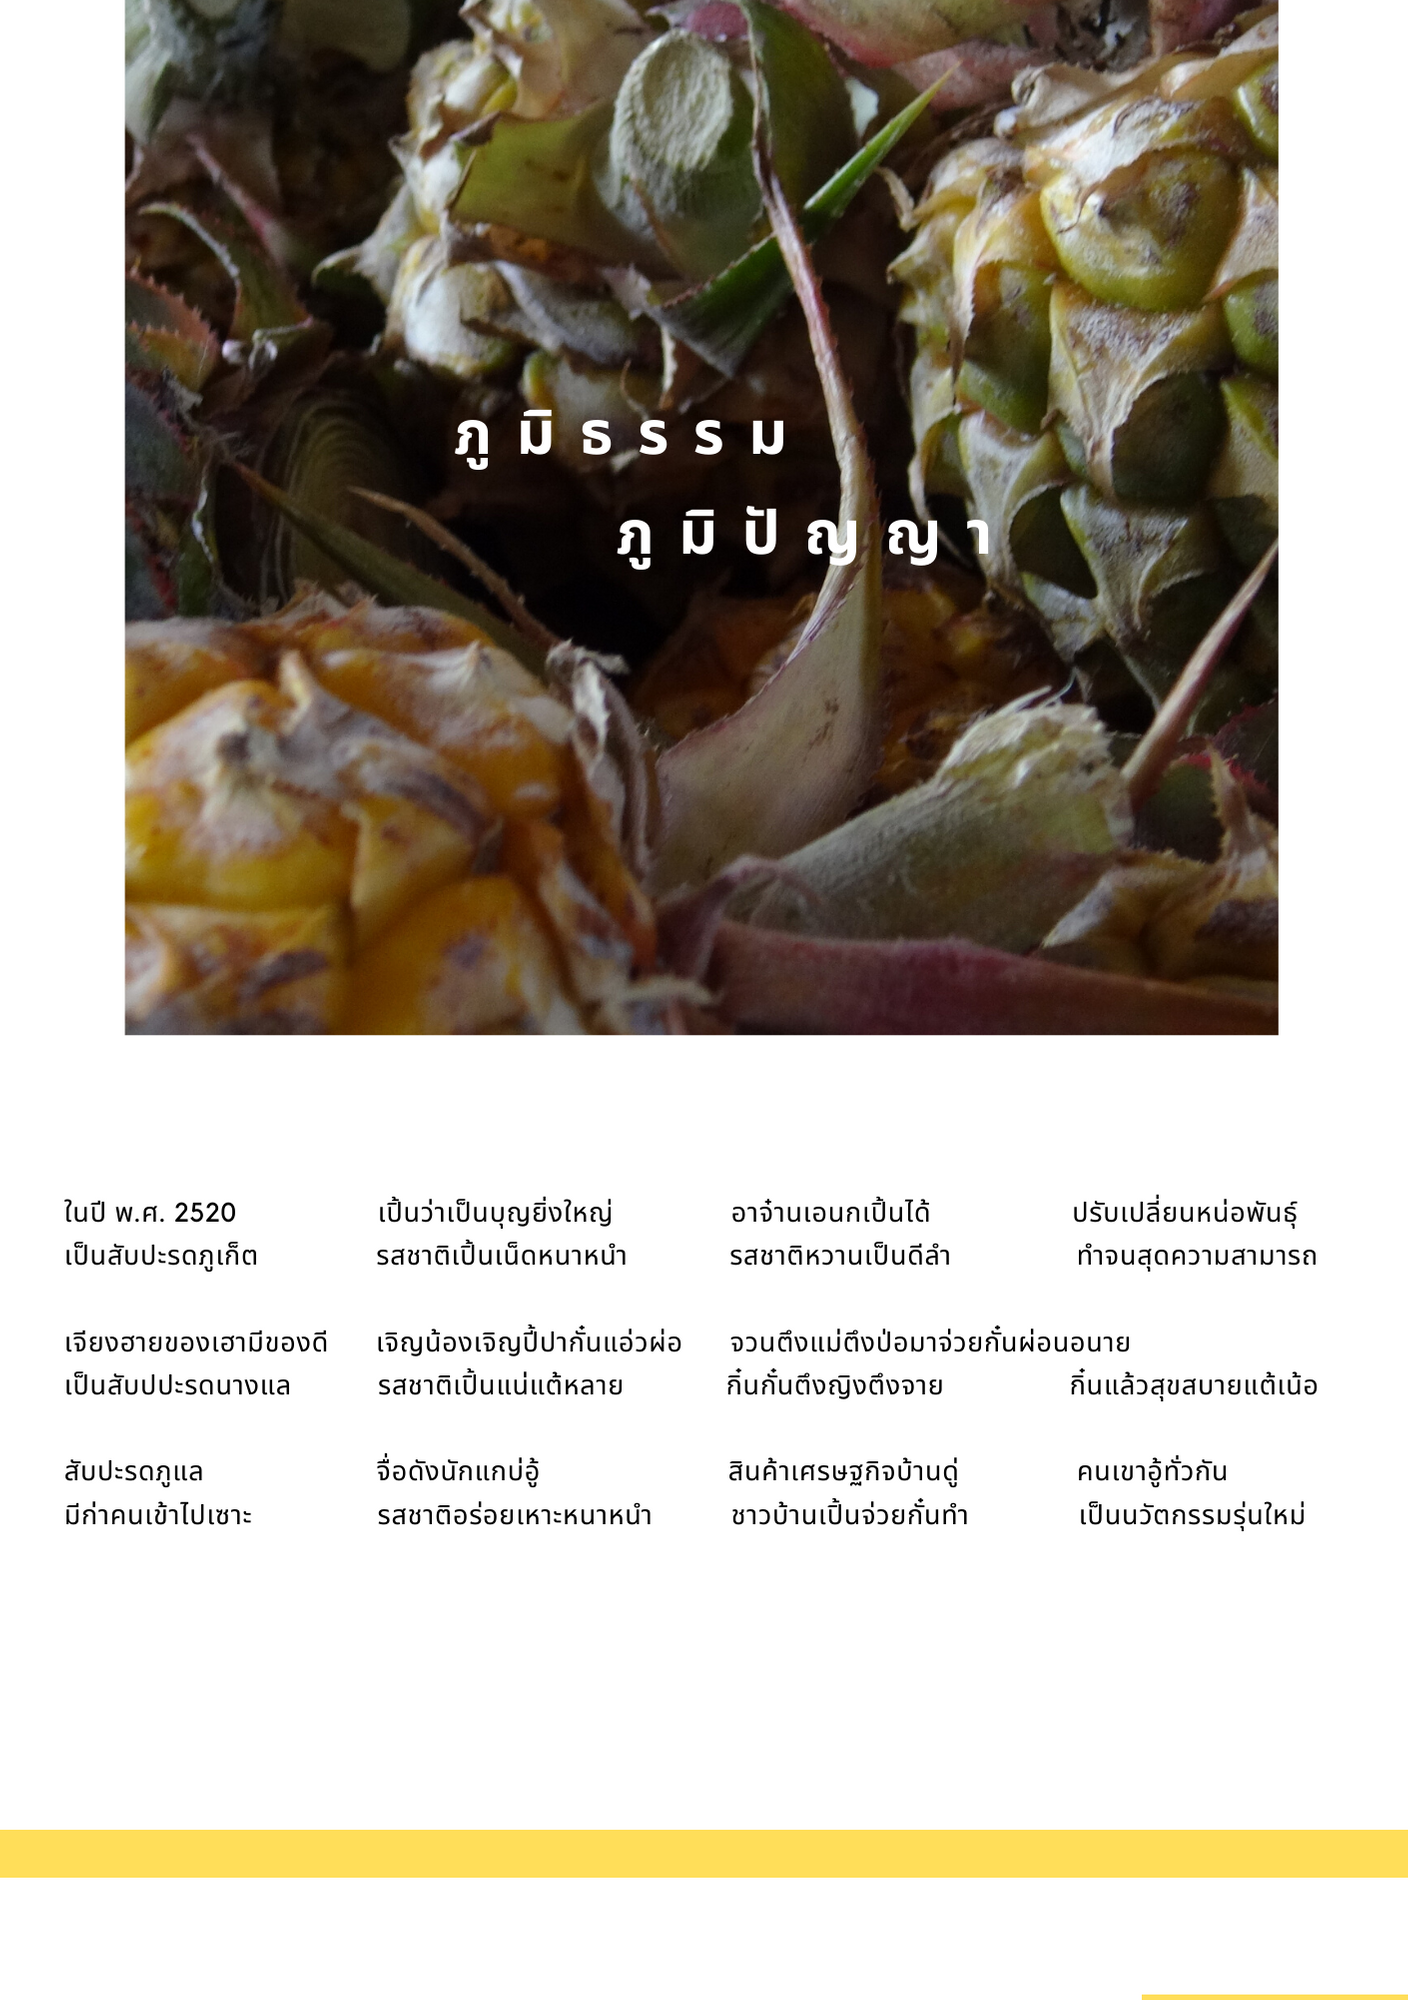 ภูมิธรรม
ภูมิปัญญา
ในปี พ.ศ. 2520 เปิ้นว่าเป็นบุญยิ่งใหญ่ อาจ๋านเอนกเปิ้นได้ ปรับเปลี่ยนหน่อพันธุ์
เป็นสับปะรดภูเก็ต รสชาติเปิ้นเน็ดหนาหนำ รสชาติหวานเป็นดีลำ ทำจนสุดความสามารถ
เจียงฮายของเฮามีของดี เจิญน้องเจิญปี้ปากั๋นแอ่วผ่อ จวนตึงแม่ตึงป่อมาจ่วยกั๋นผ่อนอนาย
เป็นสับปปะรดนางแล รสชาติเปิ้นแน่แต้หลาย กิ๋นกั๋นตึงญิงตึงจาย กิ๋นแล้วสุขสบายแต้เน้อ
สับปะรดภูแล จื่อดังนักแกบ่อู้ สินค้าเศรษฐกิจบ้านดู่ คนเขาอู้ทั่วกัน
มีก่าคนเข้าไปเซาะ รสชาติอร่อยเหาะหนาหนำ ชาวบ้านเปิ้นจ่วยกั๋นทำ เป็นนวัตกรรมรุ่นใหม่